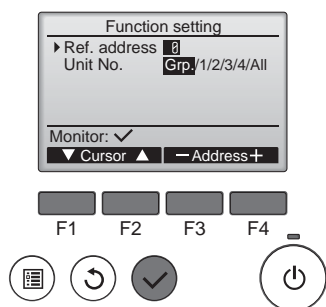 Function setting
Ref. address 0
Unit No. Grp./1/2/3/4/All
Monitor: ✓
▼ Cursor ▲ －Address＋
F1 F2 F3 F4